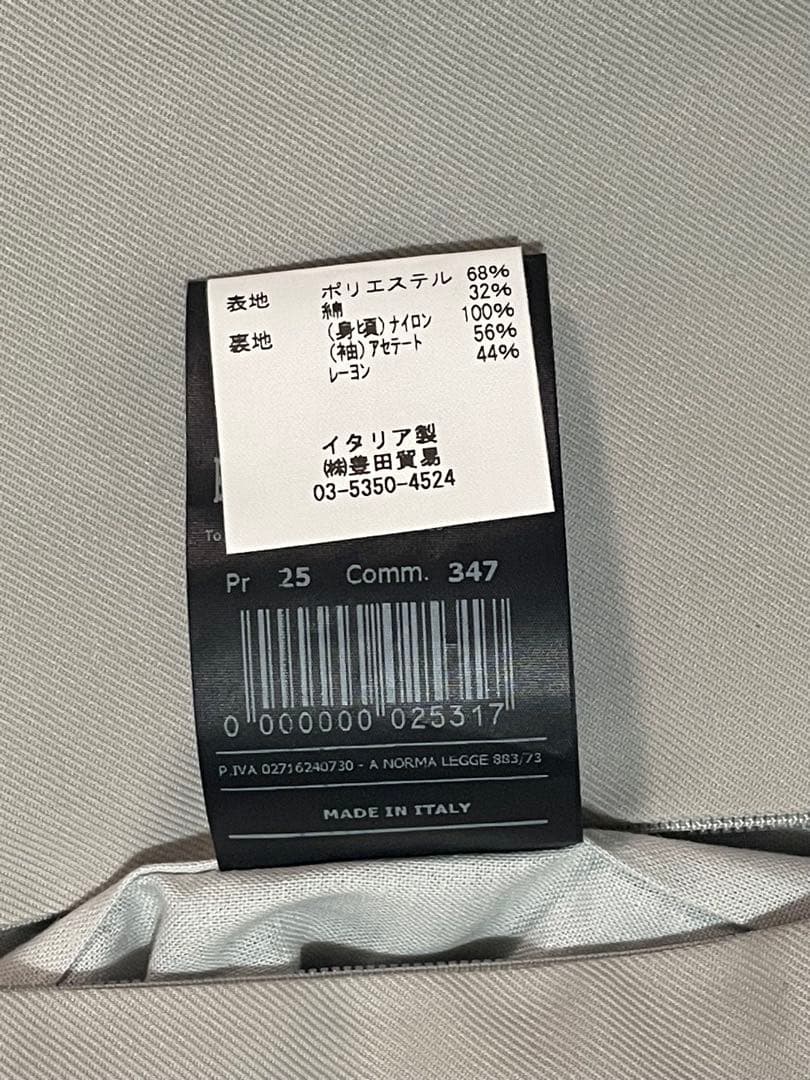 表地 ポリエステル 68%
綿 32%
裏地 (身頃)ナイロン 100%
(袖)アセテート 56%
レーヨン 44%
イタリア製
㈱豊田貿易
03-5350-4524
To
Pr 25 Comm. 347
0 000000 025317
P.IVA 02716240730 - A NORMA LEGGE 883/73
MADE IN ITALY